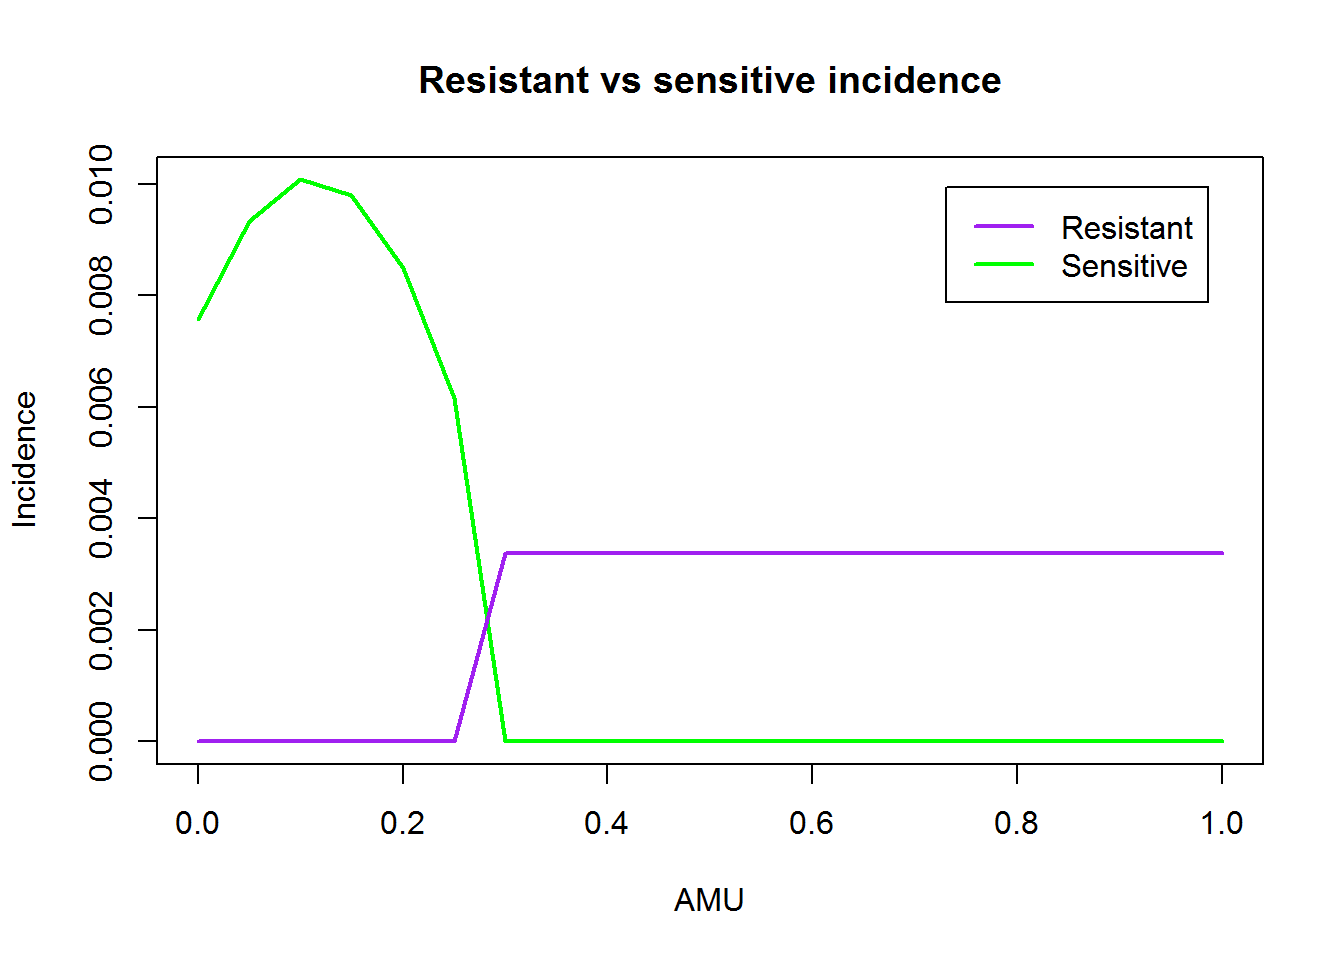 Resistant vs sensitive incidence
0.010
0.008
0.006
0.004
0.002
0.000
Incidence
Resistant
Sensitive
0.0 0.2 0.4 0.6 0.8 1.0
AMU